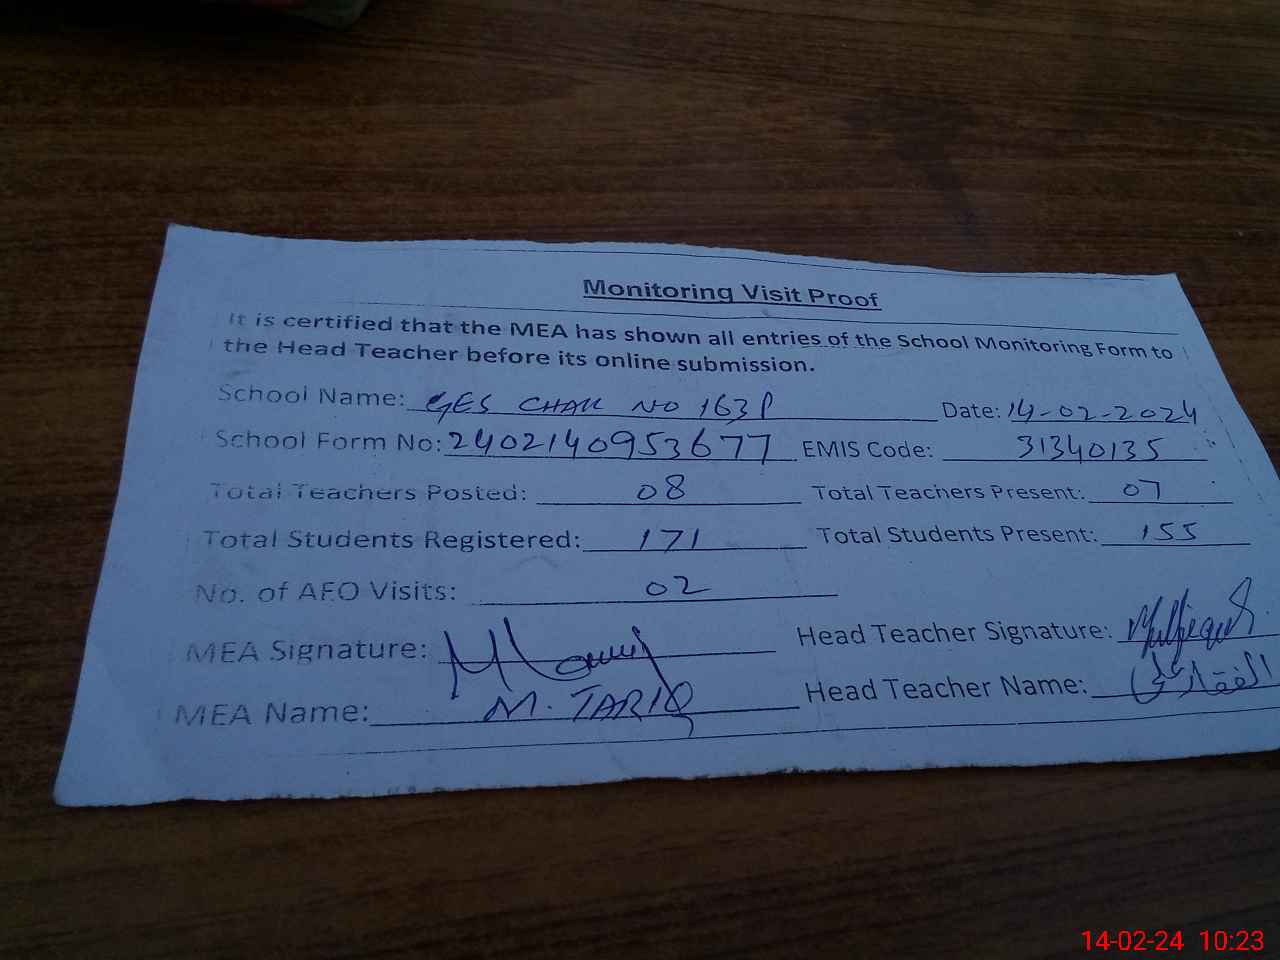 Monitoring Visit Proof
It is certified that the MEA has shown all entries of the School Monitoring Form to
the Head Teacher before its online submission.
School Name: GES CHAK NO 163P Date: 14-02-2024
School Form No: 2402140953677 EMIS Code: 31340135
Total Teachers Posted: 08 Total Teachers Present: 07
Total Students Registered: 171 Total Students Present: 155
No. of AEO Visits: 02
MEA Signature: Head Teacher Signature:
MEA Name: M. TARIQ Head Teacher Name:
14-02-24 10:23